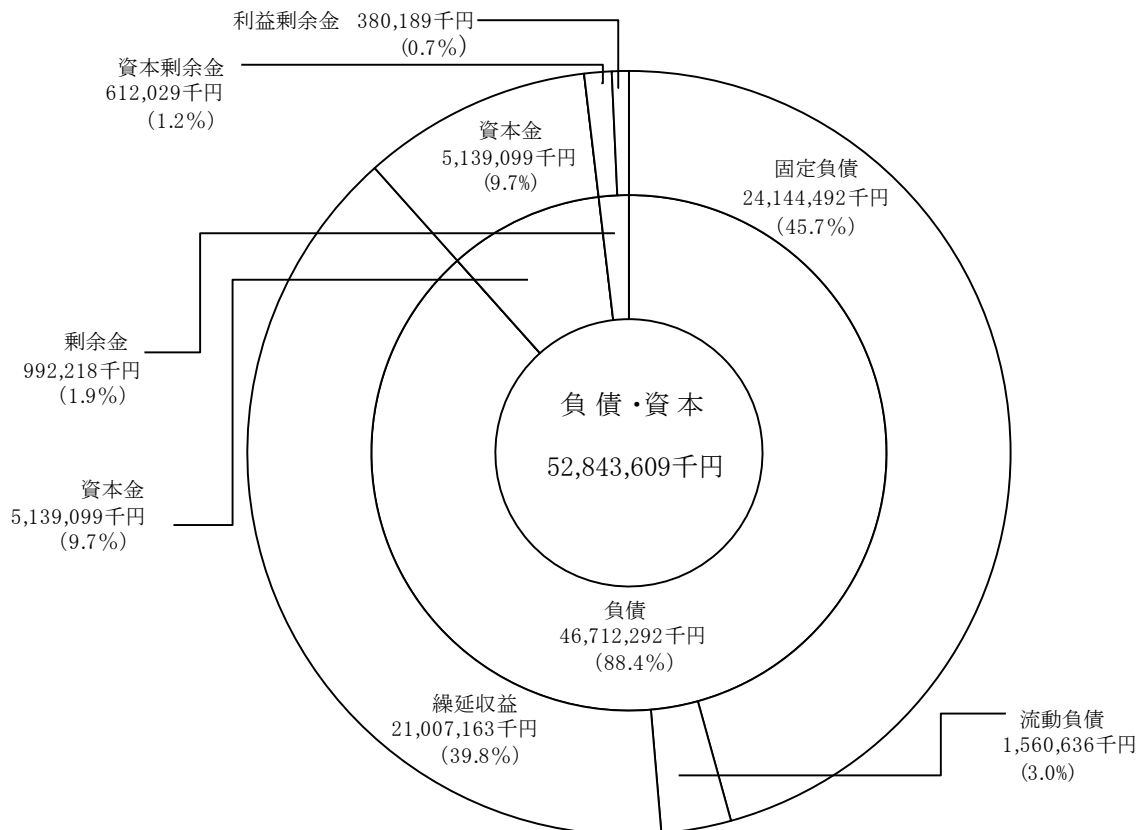 利益剰余金 380,189千円
(0.7%)
資本剰余金
612,029千円
(1.2%)
資本金
5,139,099千円
(9.7%)
固定負債
24,144,492千円
(45.7%)
剰余金
992,218千円
(1.9%)
負債・資本
52,843,609千円
資本金
5,139,099千円
(9.7%)
負債
46,712,292千円
(88.4%)
繰延収益
21,007,163千円
(39.8%)
流動負債
1,560,636千円
(3.0%)